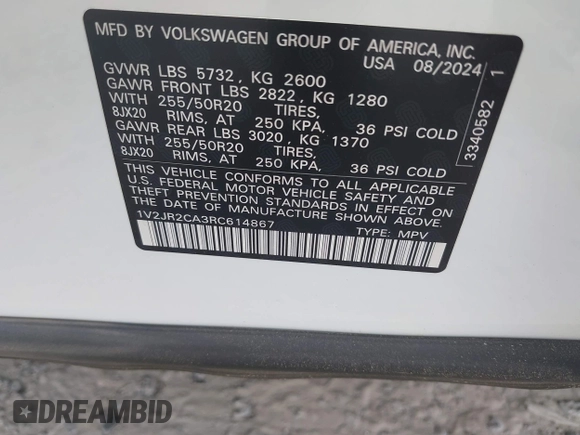 MFD BY VOLKSWAGEN GROUP OF AMERICA, INC.
USA 08/2024
GVWR LBS 5732 , KG 2600
GAWR FRONT LBS 2822 , KG 1280
WITH 255/50R20 TIRES,
8JX20 RIMS, AT 250 KPA, 36 PSI COLD
GAWR REAR LBS 3020 , KG 1370
WITH 255/50R20 TIRES,
8JX20 RIMS, AT 250 KPA, 36 PSI COLD
THIS VEHICLE CONFORMS TO ALL APPLICABLE
U.S. FEDERAL MOTOR VEHICLE SAFETY AND
THEFT PREVENTION STANDARDS IN EFFECT ON
THE DATE OF MANUFACTURE SHOWN ABOVE.
1V2JR2CA3RC614867
TYPE: MPV
3340582 1
DREAMBID